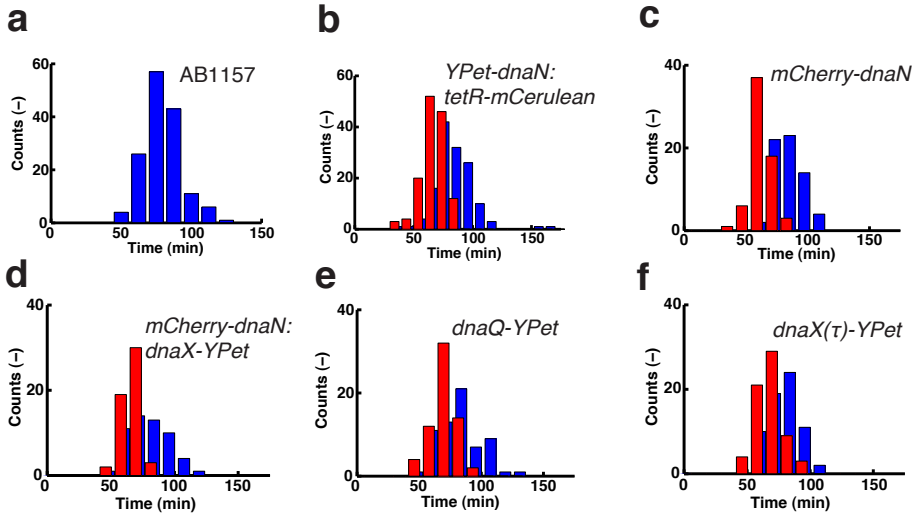 a
AB1157
Counts (–)
60
40
20
0
0
50
100
150
Time (min)
b
YPet-dnaN:
tetR-mCerulean
Counts (–)
60
40
20
0
0
50
100
150
Time (min)
c
mCherry-dnaN
Counts (–)
40
20
0
0
50
100
150
Time (min)
d
mCherry-dnaN:
dnaX-YPet
Counts (–)
40
20
0
0
50
100
150
Time (min)
e
dnaQ-YPet
Counts (–)
40
20
0
0
50
100
150
Time (min)
f
dnaX(τ)-YPet
Counts (–)
40
20
0
0
50
100
150
Time (min)